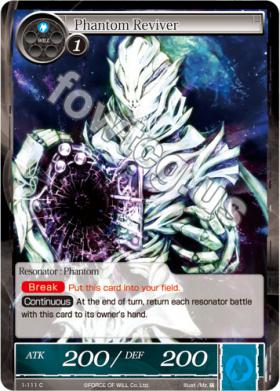 Phantom Reviver
WILL
1
fowtcgplus
Resonator : Phantom
Break Put this card into your field.
Continuous At the end of turn, return each resonator battle
with this card to its owner's hand.
1-111 C
©FORCE OF WILL Co.,Ltd.
ATK 200/ DEF 200